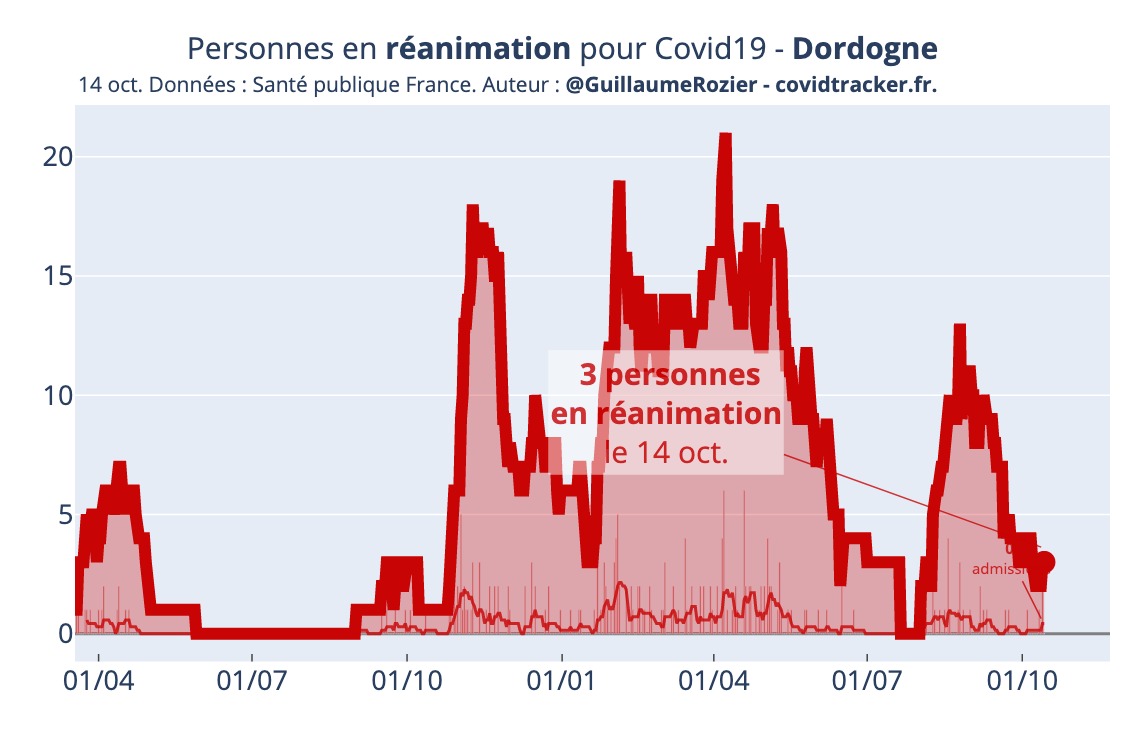 Personnes en réanimation pour Covid19 - Dordogne
14 oct. Données : Santé publique France. Auteur : @GuillaumeRozier - covidtracker.fr.
20
15
10
5
0
3 personnes
en réanimation
le 14 oct.
01/04
01/07
01/10
01/01
01/04
01/07
01/10